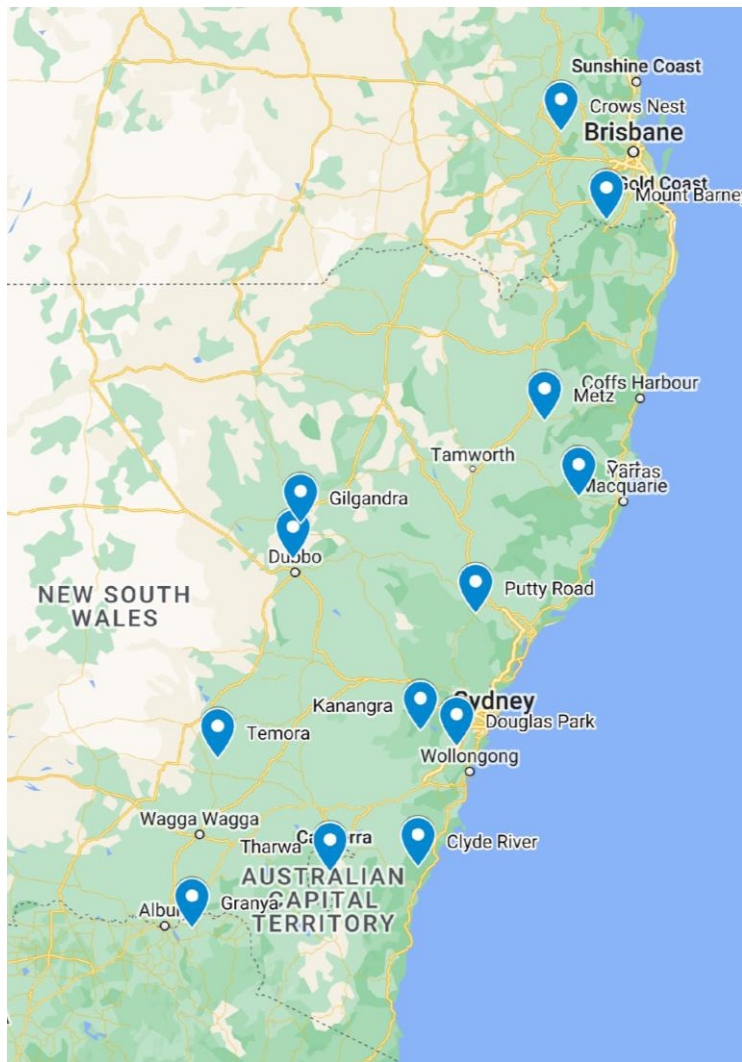 Sunshine Coast
Crows Nest
Brisbane
Gold Coast
Mount Barney
Coffs Harbour
Metz
Tamworth
Yarras
Macquarie
Gilgandra
Dubbo
NEW SOUTH
WALES
Putty Road
Kanangra
Sydney
Douglas Park
Temora
Wollongong
Wagga Wagga
Tharwa
Clyde River
AUSTRALIAN
CAPITAL
TERRITORY
Granya